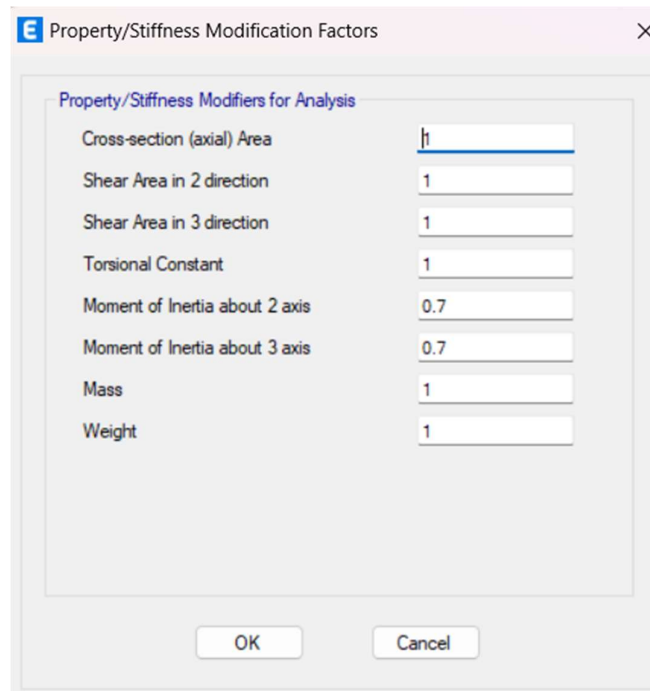 E Property/Stiffness Modification Factors
Property/Stiffness Modifiers for Analysis
Cross-section (axial) Area 1
Shear Area in 2 direction 1
Shear Area in 3 direction 1
Torsional Constant 1
Moment of Inertia about 2 axis 0.7
Moment of Inertia about 3 axis 0.7
Mass 1
Weight 1
OK Cancel